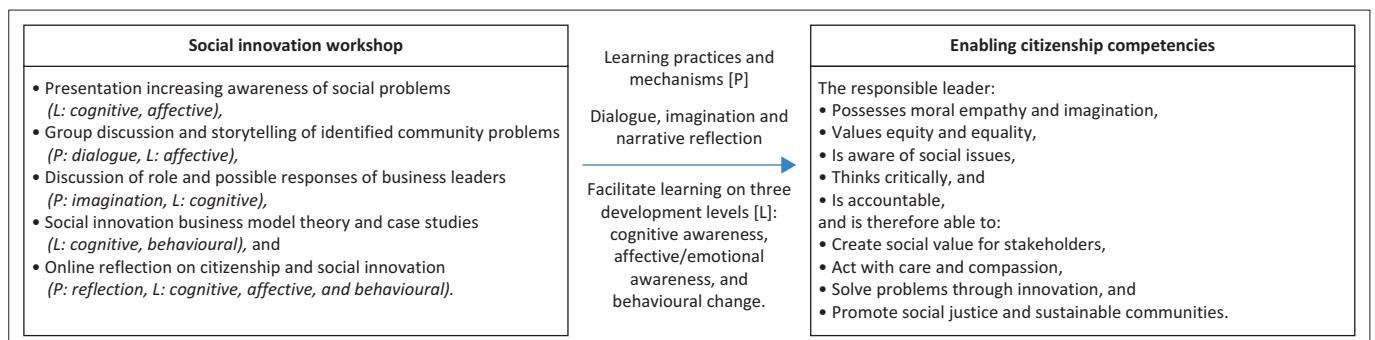 Social innovation workshop
• Presentation increasing awareness of social problems
(L: cognitive, affective),
• Group discussion and storytelling of identified community problems
(P: dialogue, L: affective),
• Discussion of role and possible responses of business leaders
(P: imagination, L: cognitive),
• Social innovation business model theory and case studies
(L: cognitive, behavioural), and
• Online reflection on citizenship and social innovation
(P: reflection, L: cognitive, affective, and behavioural).
Learning practices and
mechanisms [P]
Dialogue, imagination and
narrative reflection
Facilitate learning on three
development levels [L]:
cognitive awareness,
affective/emotional
awareness, and
behavioural change.
Enabling citizenship competencies
The responsible leader:
• Possesses moral empathy and imagination,
• Values equity and equality,
• Is aware of social issues,
• Thinks critically, and
• Is accountable,
and is therefore able to:
• Create social value for stakeholders,
• Act with care and compassion,
• Solve problems through innovation, and
• Promote social justice and sustainable communities.